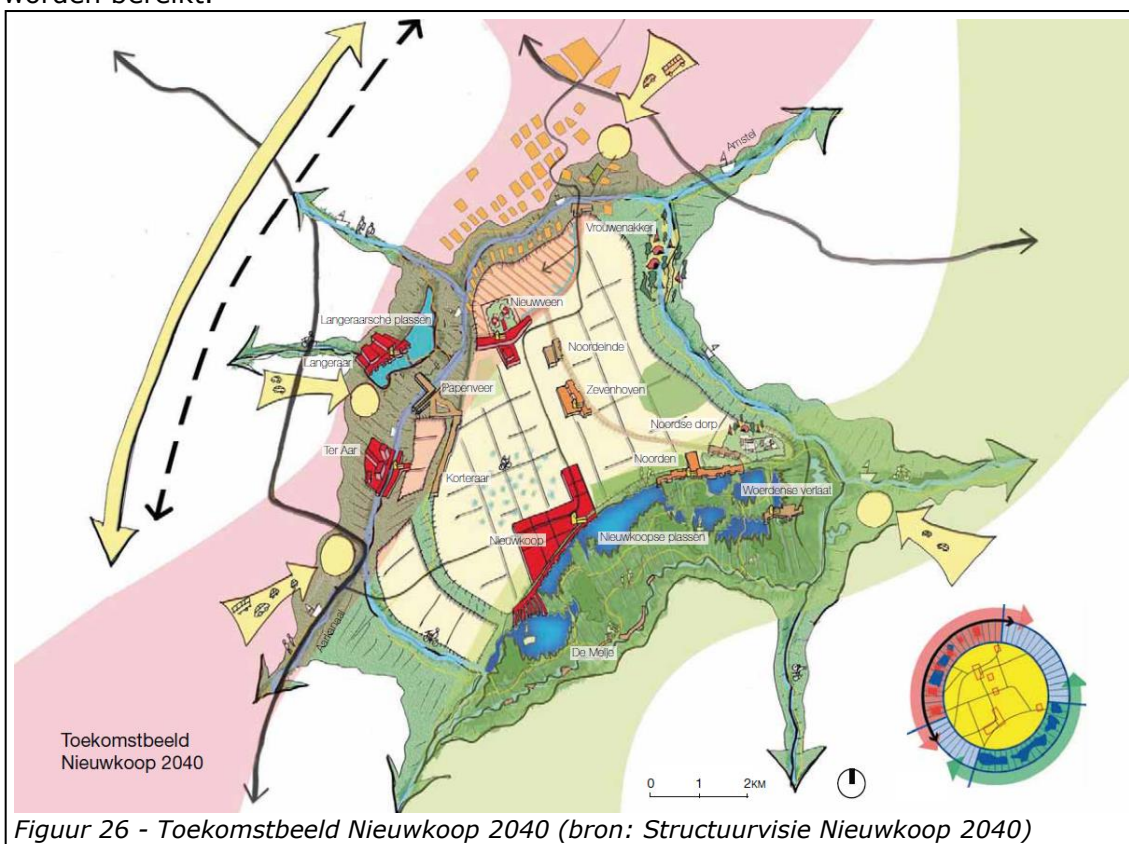 worden bereikt.
Amstel
Vrouwenakker
Nieuwveen
Langeraarsche plassen
Langeraar
Noordeinde
Papenveer
Zevenhoven
Noordse dorp
Ter Aar
Noorden
Korteraar
Woerdense verlaat
Nieuwkoop
Nieuwkoopse plassen
Aarkanaal
De Meije
Toekomstbeeld
Nieuwkoop 2040
0 1 2KM
Figuur 26 - Toekomstbeeld Nieuwkoop 2040 (bron: Structuurvisie Nieuwkoop 2040)